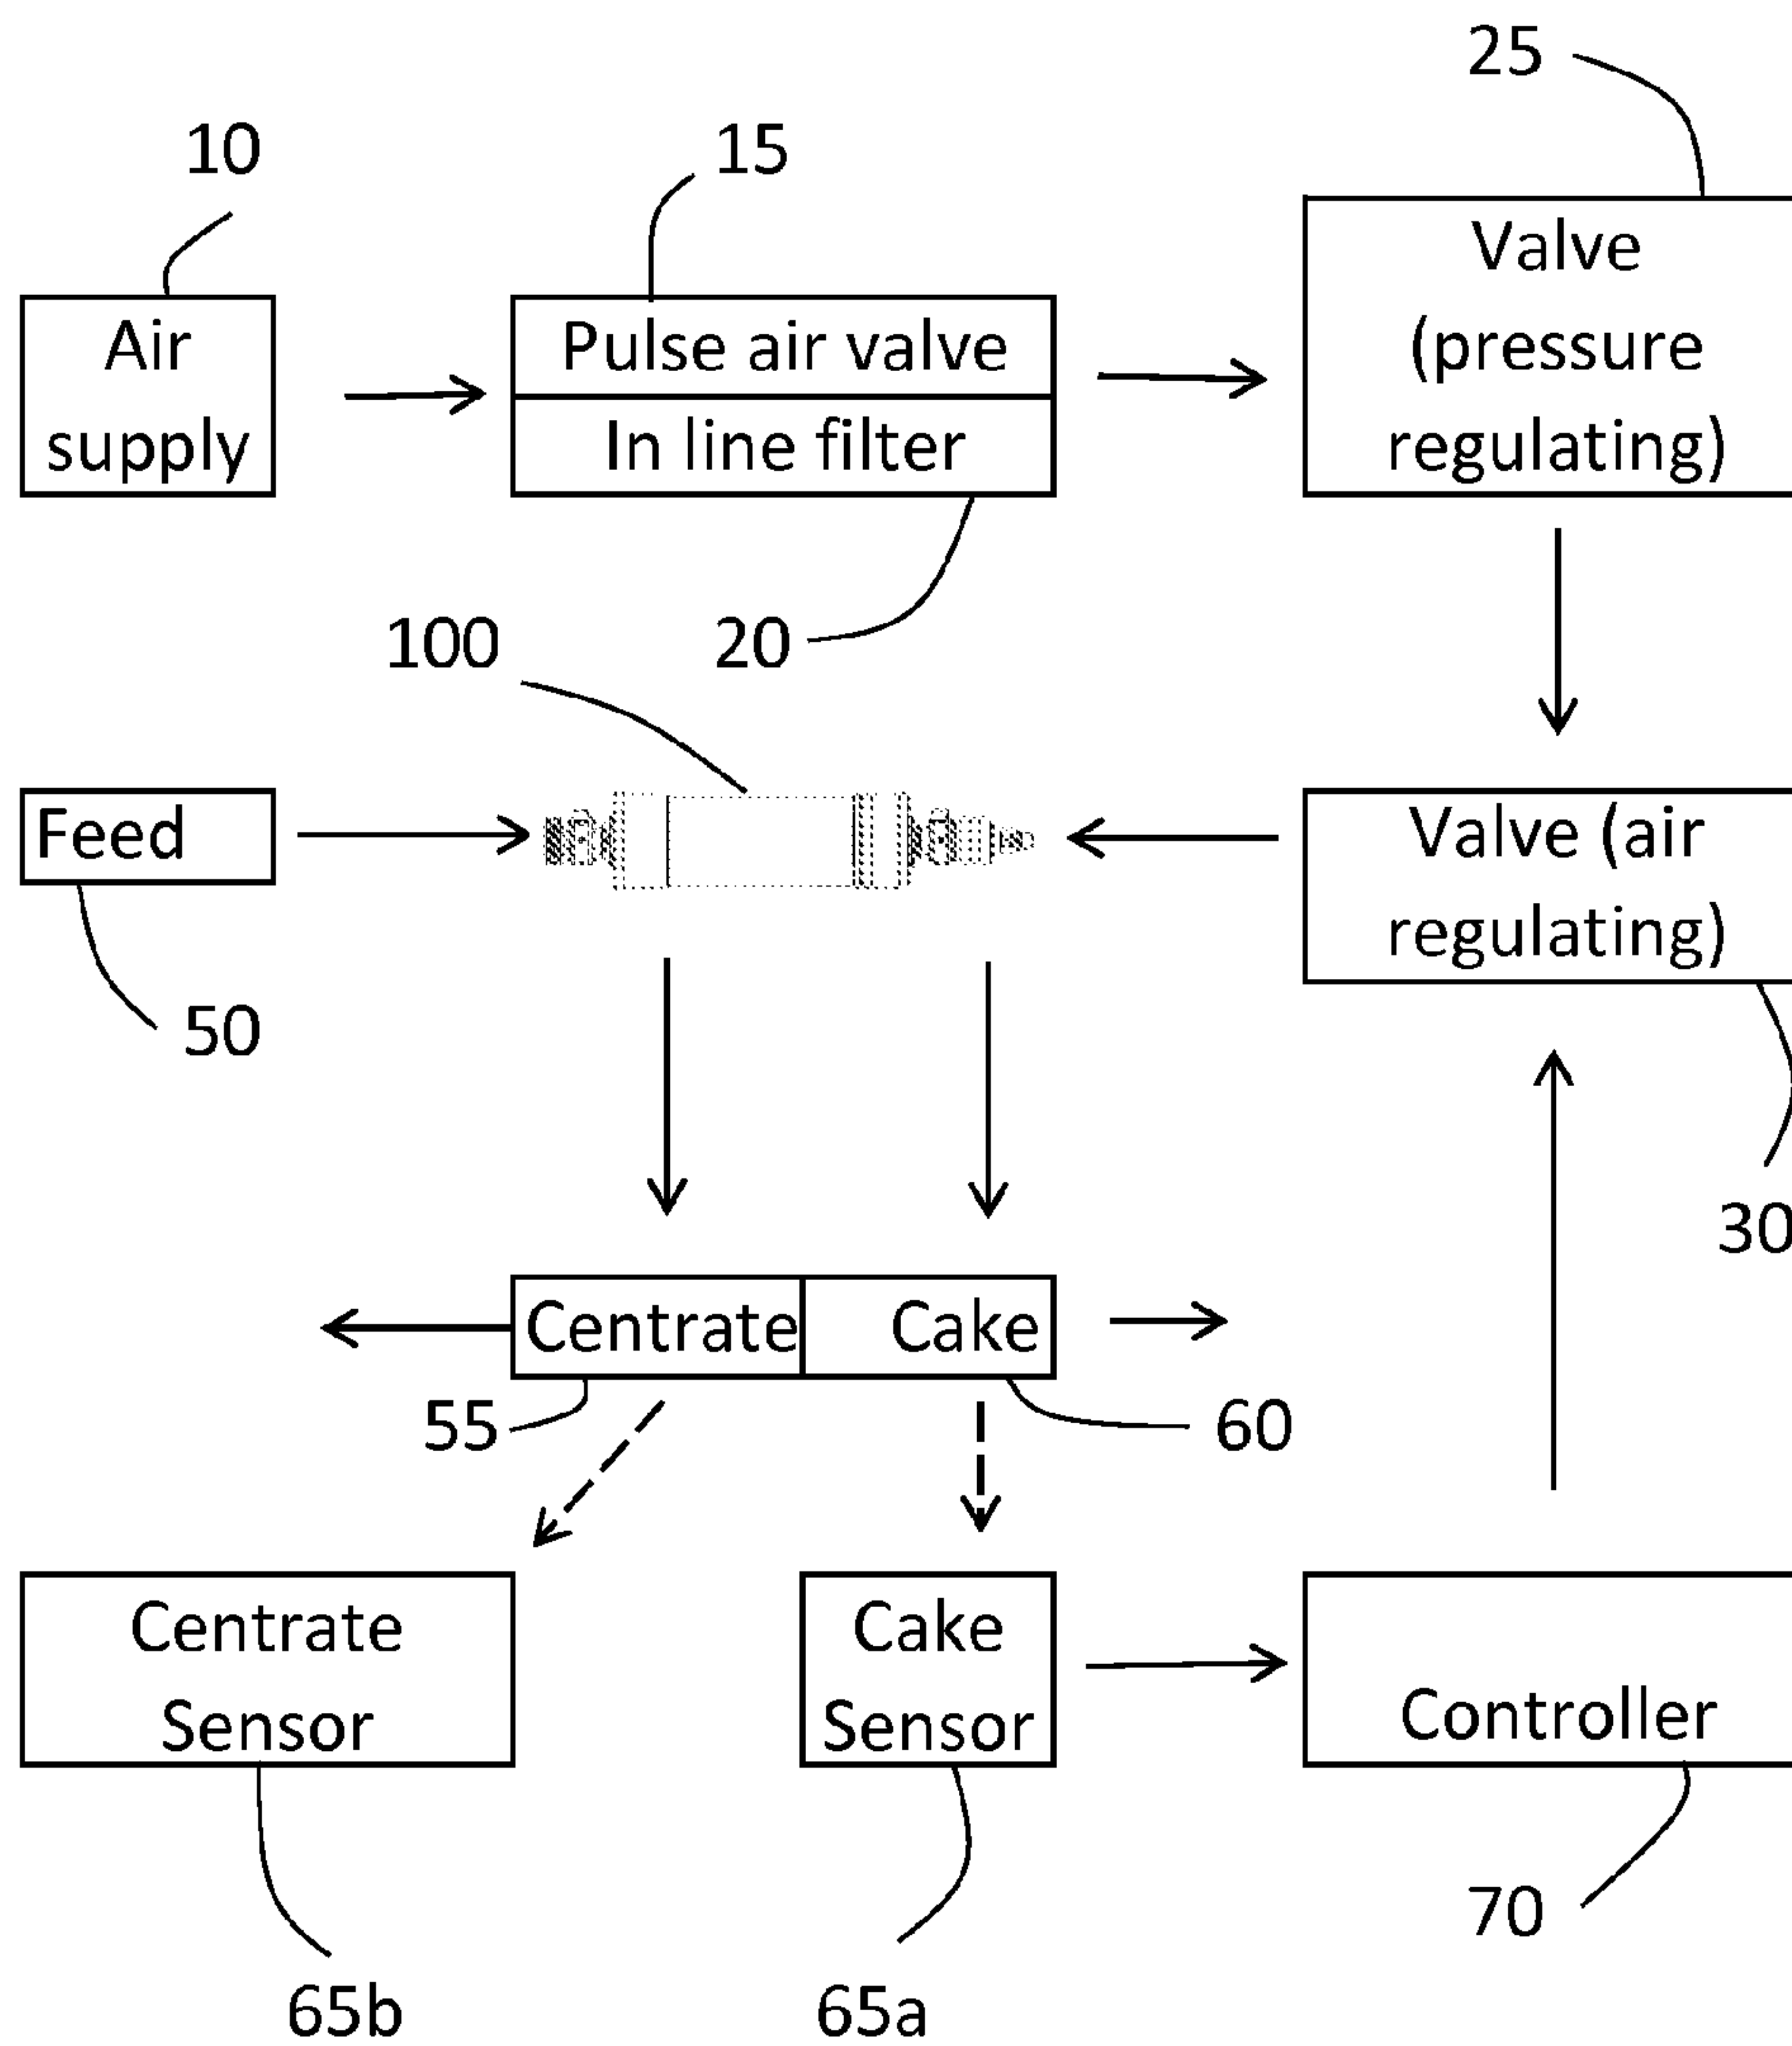 25
10
15
Air
supply
Pulse air valve
In line filter
Valve
(pressure
regulating)
100
20
Feed
Valve (air
regulating)
50
30
Centrate
Cake
55
60
Centrate
Sensor
Cake
Sensor
Controller
70
65b
65a